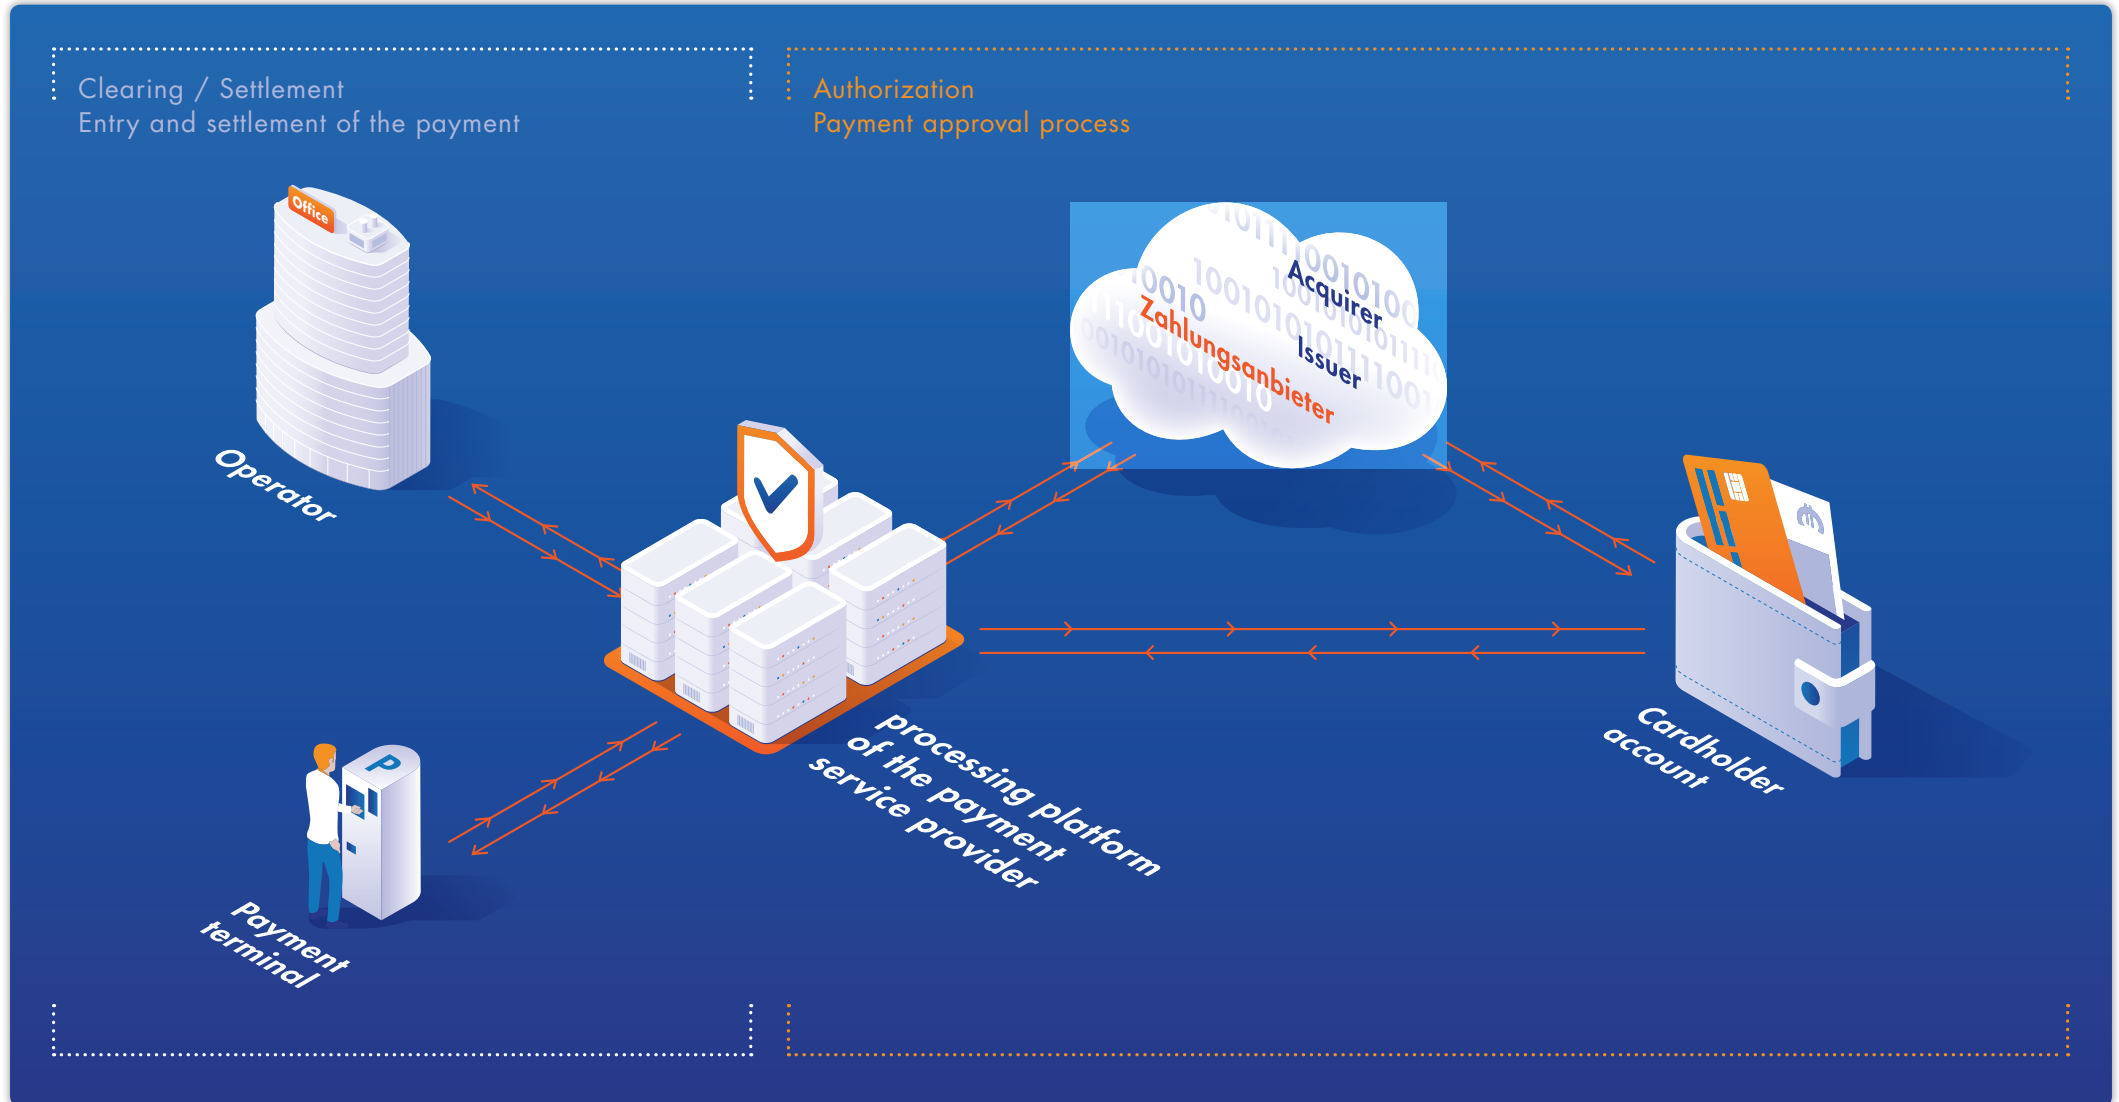 Clearing / Settlement
Entry and settlement of the payment
Authorization
Payment approval process
Office
Operator
10010
Acquirer
Issuer
Zahlungsanbieter
processing platform
of the payment
service provider
Cardholder
account
P
Payment
terminal